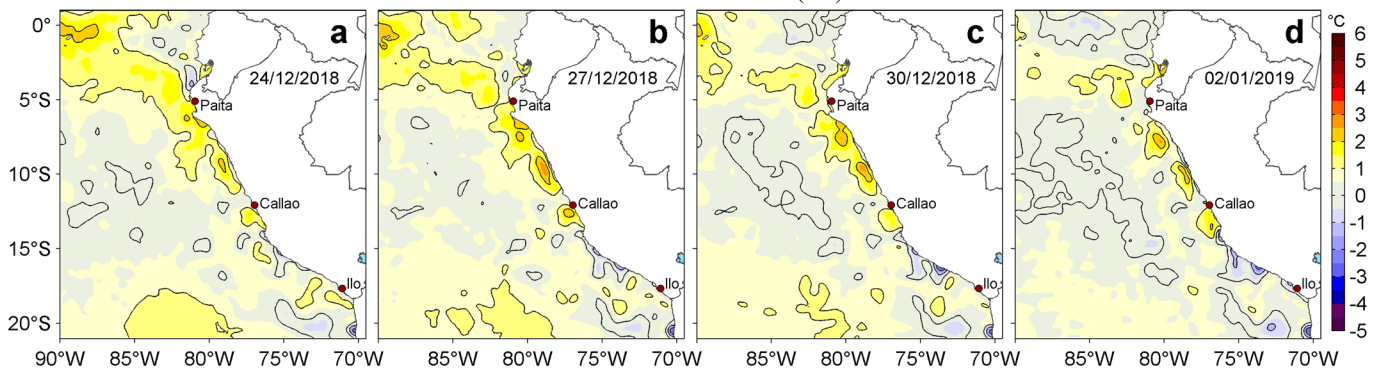 a
b
c
d
24/12/2018
27/12/2018
30/12/2018
02/01/2019
Paita
Paita
Paita
Paita
Callao
Callao
Callao
Callao
Ilo
Ilo
Ilo
Ilo
0°
5°S
10°S
15°S
20°S
90°W 85°W 80°W 75°W 70°W
85°W 80°W 75°W 70°W
85°W 80°W 75°W 70°W
85°W 80°W 75°W 70°W
°C
6
5
4
3
2
1
0
-1
-2
-3
-4
-5